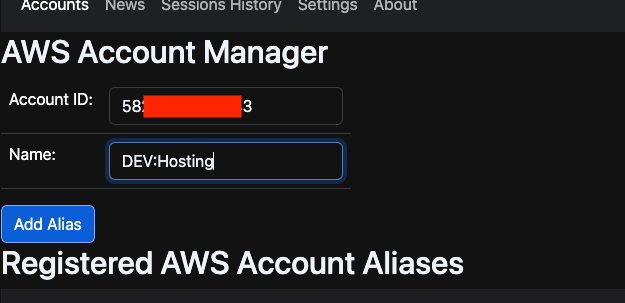 Accounts News Sessions History Settings About
AWS Account Manager
Account ID: 58 3
Name: DEV:Hosting
Add Alias
Registered AWS Account Aliases